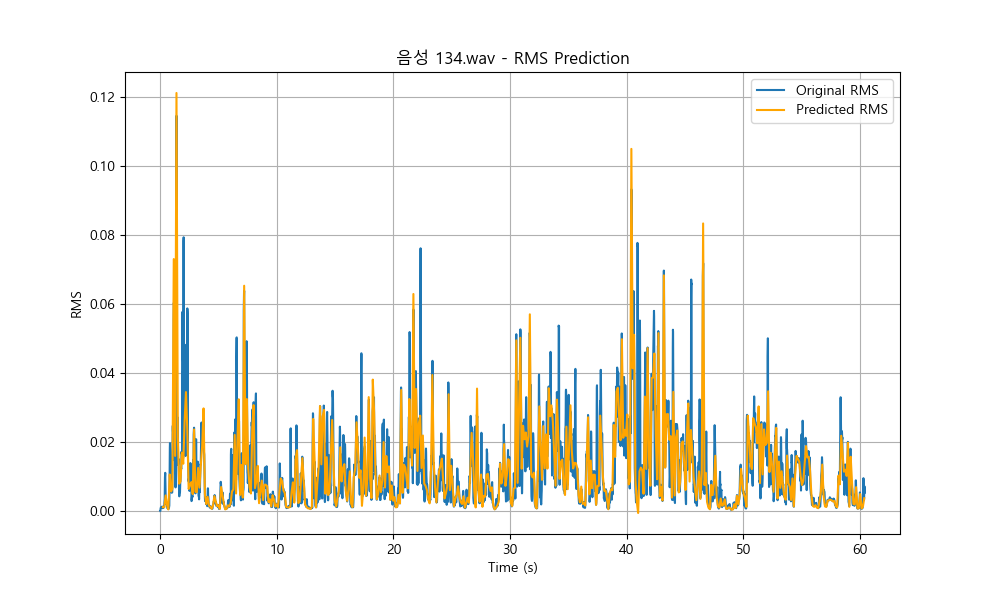 음성 134.wav - RMS Prediction
Original RMS
Predicted RMS
0.12
0.10
0.08
0.06
0.04
0.02
0.00
RMS
0 10 20 30 40 50 60
Time (s)